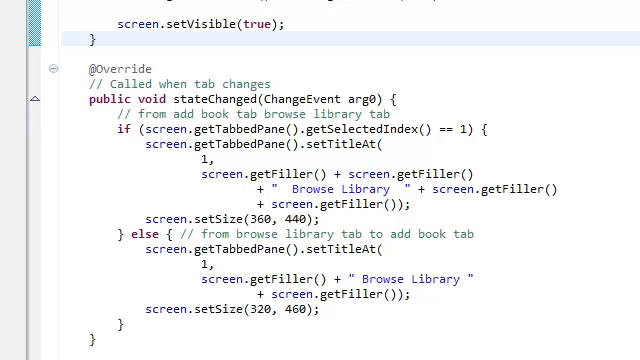 screen.setVisible(true);
}
@Override
// Called when tab changes
public void stateChanged(ChangeEvent arg0) {
// from add book tab browse library tab
if (screen.getTabbedPane().getSelectedIndex() == 1) {
screen.getTabbedPane().setTitleAt(
1,
screen.getFiller() + screen.getFiller()
+ "  Browse Library  " + screen.getFiller()
+ screen.getFiller());
screen.setSize(360, 440);
} else { // from browse library tab to add book tab
screen.getTabbedPane().setTitleAt(
1,
screen.getFiller() + " Browse Library "
+ screen.getFiller());
screen.setSize(320, 460);
}
}